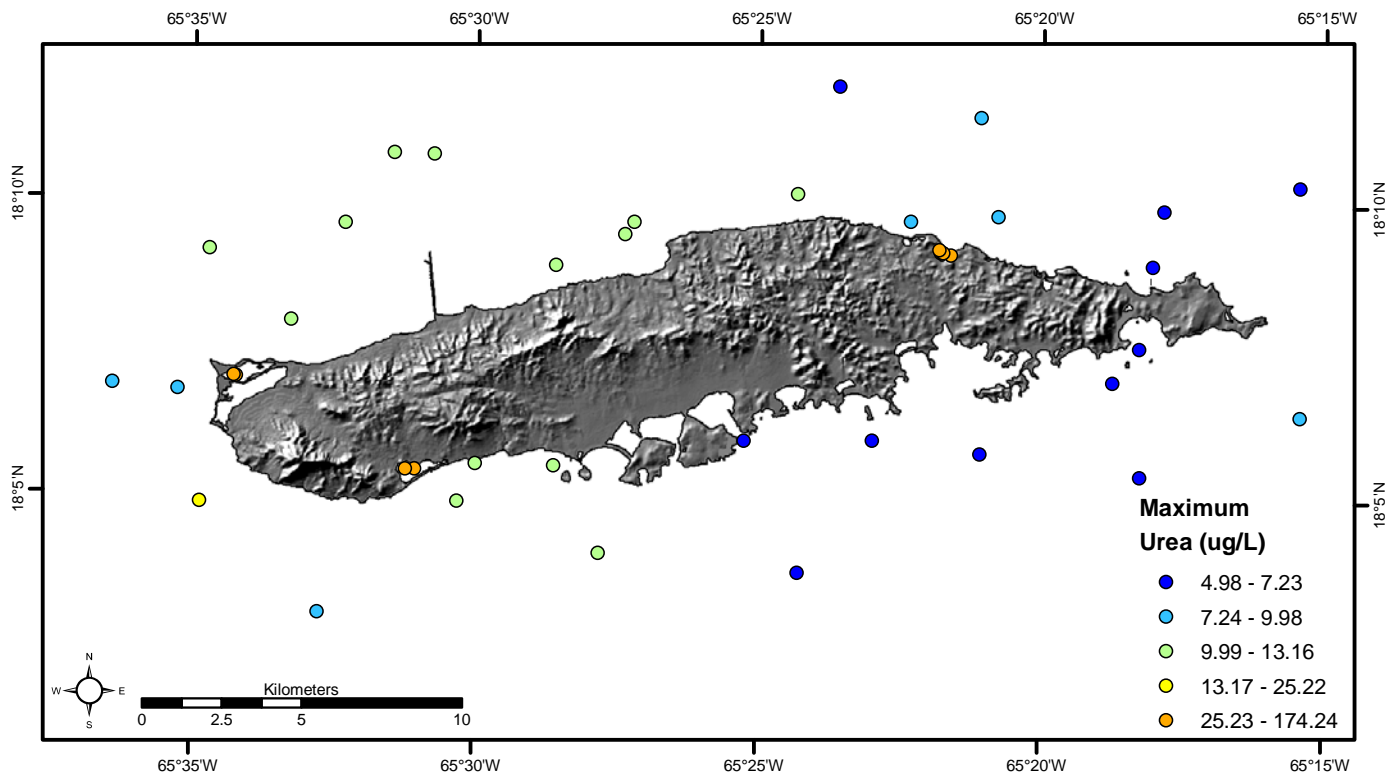 65°35'W 65°30'W 65°25'W 65°20'W 65°15'W
18°10'N 18°10'N
18°5'N 18°5'N
Maximum
Urea (ug/L)
4.98 - 7.23
7.24 - 9.98
9.99 - 13.16
13.17 - 25.22
25.23 - 174.24
N
W E
S
Kilometers
0 2.5 5 10
65°35'W 65°30'W 65°25'W 65°20'W 65°15'W